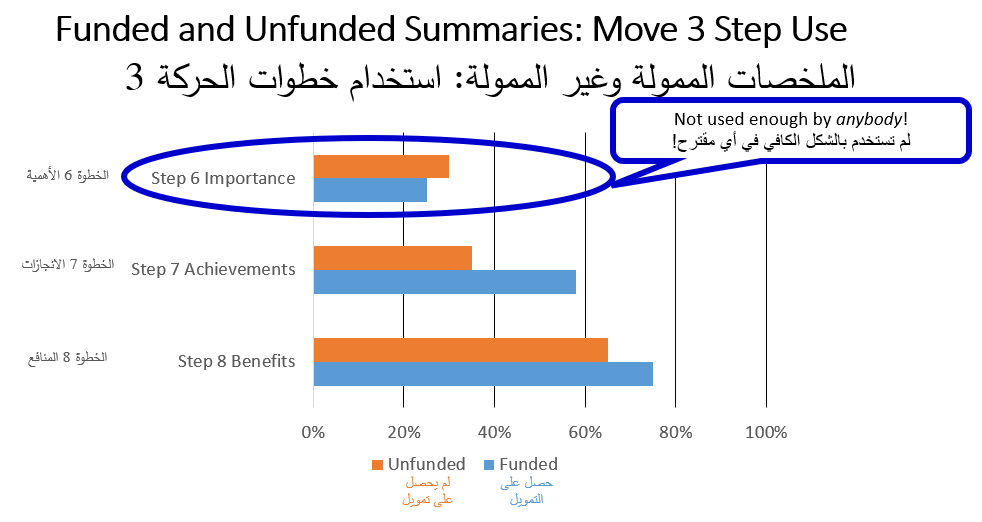 Funded and Unfunded Summaries: Move 3 Step Use
الملخصات الممولة وغير الممولة: استخدام خطوات الحركة 3
Not used enough by anybody!
لم تستخدم بالشكل الكافي في أي مقترح!
الخطوة 6 الأهمية
Step 6 Importance
الخطوة 7 الانجازات
Step 7 Achievements
الخطوة 8 المنافع
Step 8 Benefits
0% 20% 40% 60% 80% 100%
Unfunded Funded
لم يحصل
على تمويل
حصل على
التمويل